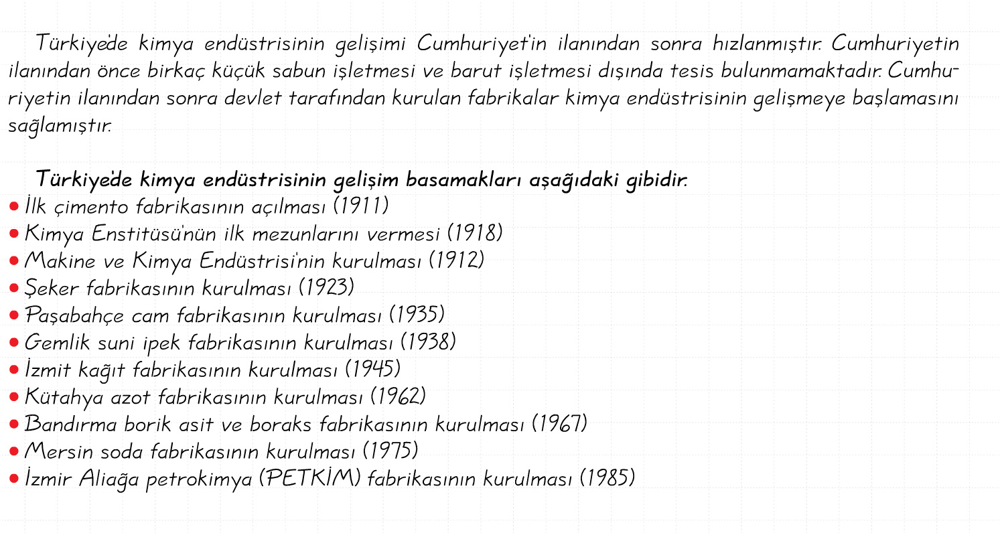 Türkiye'de kimya endüstrisinin gelişimi Cumhuriyet'in ilanından sonra hızlanmıştır. Cumhuriyetin
ilanından önce birkaç küçük sabun işletmesi ve barut işletmesi dışında tesis bulunmamaktadır. Cumhu-
riyetin ilanından sonra devlet tarafından kurulan fabrikalar kimya endüstrisinin gelişmeye başlamasını
sağlamıştır.
Türkiye'de kimya endüstrisinin gelişim basamakları aşağıdaki gibidir.
• İlk çimento fabrikasının açılması (1911)
• Kimya Enstitüsü'nün ilk mezunlarını vermesi (1918)
• Makine ve Kimya Endüstrisi'nin kurulması (1912)
• Şeker fabrikasının kurulması (1923)
• Paşabahçe cam fabrikasının kurulması (1935)
• Gemlik suni ipek fabrikasının kurulması (1938)
• İzmit kağıt fabrikasının kurulması (1945)
• Kütahya azot fabrikasının kurulması (1962)
• Bandırma borik asit ve boraks fabrikasının kurulması (1967)
• Mersin soda fabrikasının kurulması (1975)
• İzmir Aliağa petrokimya (PETKİM) fabrikasının kurulması (1985)